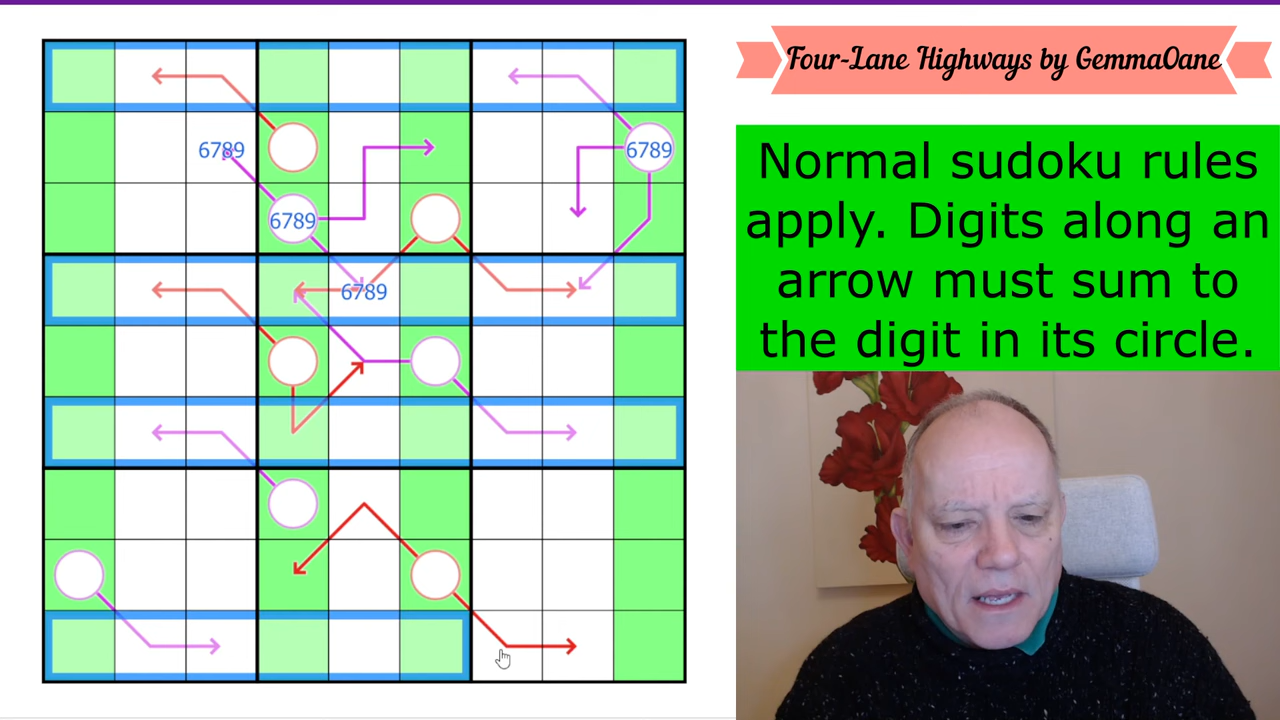 Four-Lane Highways by GemmaOane
Normal sudoku rules
apply. Digits along an
arrow must sum to
the digit in its circle.
6789
6789
6789
6789